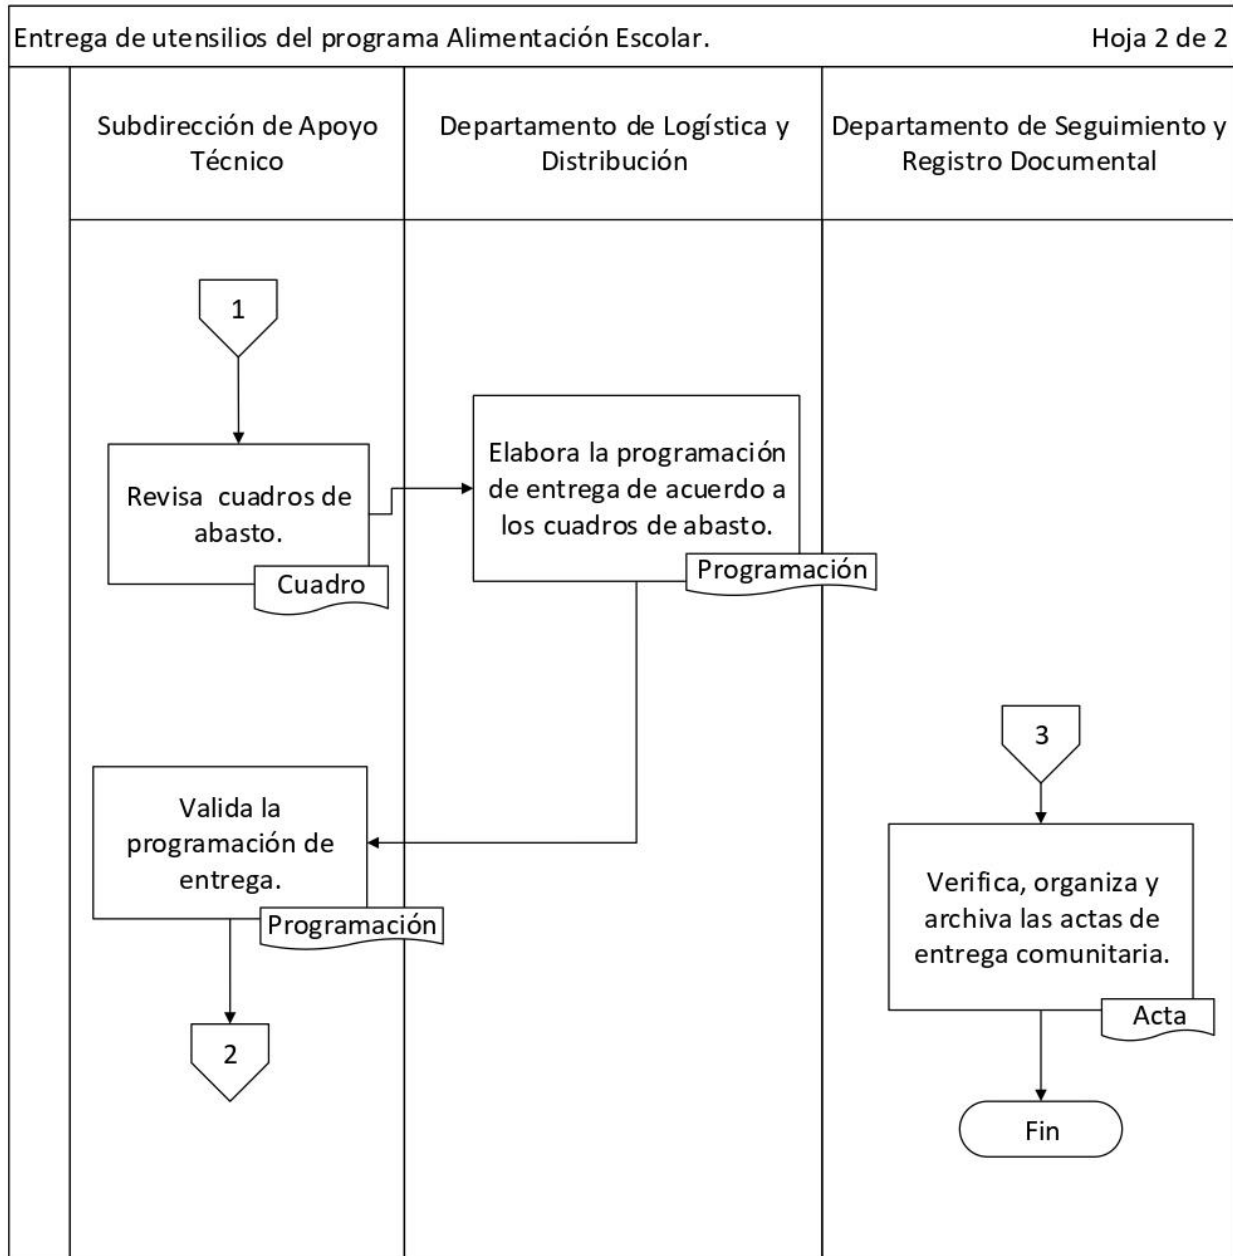 Entrega de utensilios del programa Alimentación Escolar.
Hoja 2 de 2
Subdirección de Apoyo
Técnico
Departamento de Logística y
Distribución
Departamento de Seguimiento y
Registro Documental
1
Revisa cuadros de
abasto.
Cuadro
Elabora la programación
de entrega de acuerdo a
los cuadros de abasto.
Programación
Valida la
programación de
entrega.
Programación
2
3
Verifica, organiza y
archiva las actas de
entrega comunitaria.
Acta
Fin